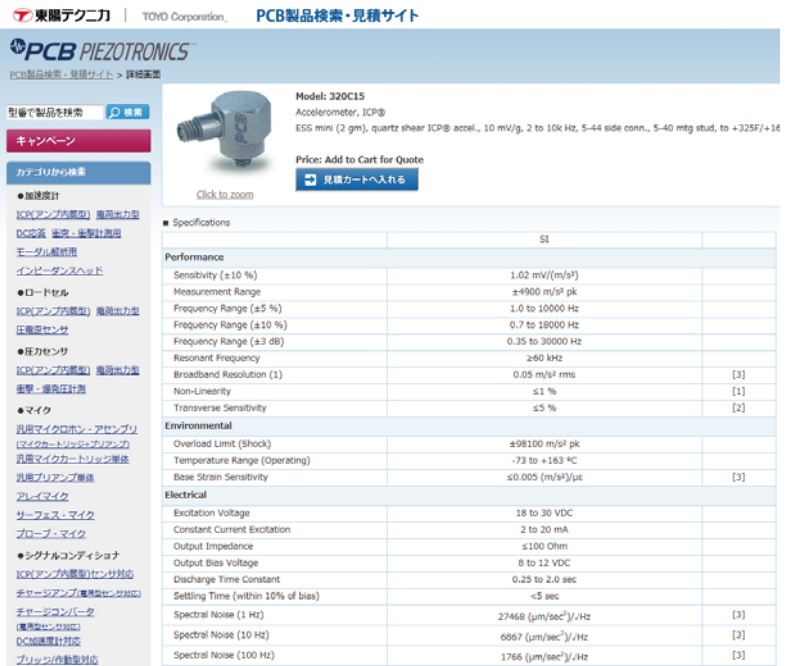 東陽テクニカ
TOYO Corporation
PCB製品検索・見積サイト
PCB PIEZOTRONICS
PCB製品検索・見積サイト > 詳細画面
型番で製品を検索 検索
キャンペーン
カテゴリから検索
●加速度計
ICP(アンプ内蔵型) 電荷出力型
DC応答 衝突・衝撃計測用
モーダル解析用
インピーダンスヘッド
●ロードセル
ICP(アンプ内蔵型) 電荷出力型
圧電歪センサ
●圧力センサ
ICP(アンプ内蔵型) 電荷出力型
衝撃・爆発圧計測
●マイク
汎用マイクロホン・アセンブリ
(マイクカートリッジ+プリアンプ)
汎用マイクカートリッジ単体
汎用プリアンプ単体
アレイマイク
サーフェス・マイク
プローブ・マイク
●シグナルコンディショナ
ICP(アンプ内蔵型)センサ対応
チャージアンプ(電荷型センサ対応)
チャージコンバータ
(電荷型センサ対応)
DC加速度計対応
ブリッジ/作動型対応
PCB
Click to zoom
Model: 320C15
Accelerometer, ICP®
ESS mini (2 gm), quartz shear ICP® accel., 10 mV/g, 2 to 10k Hz, 5-44 side conn., 5-40 mtg stud, to +325F/+16
Price: Add to Cart for Quote
見積カートへ入れる
■ Specifications
SI
Performance
Sensitivity (±10 %) 1.02 mV/(m/s²)
Measurement Range ±4900 m/s² pk
Frequency Range (±5 %) 1.0 to 10000 Hz
Frequency Range (±10 %) 0.7 to 18000 Hz
Frequency Range (±3 dB) 0.35 to 30000 Hz
Resonant Frequency ≥60 kHz
Broadband Resolution (1) 0.05 m/s² rms [3]
Non-Linearity ≤1 % [1]
Transverse Sensitivity ≤5 % [2]
Environmental
Overload Limit (Shock) ±98100 m/s² pk
Temperature Range (Operating) -73 to +163 ºC
Base Strain Sensitivity ≤0.005 (m/s²)/µε [3]
Electrical
Excitation Voltage 18 to 30 VDC
Constant Current Excitation 2 to 20 mA
Output Impedance ≤100 Ohm
Output Bias Voltage 8 to 12 VDC
Discharge Time Constant 0.25 to 2.0 sec
Settling Time (within 10% of bias) <5 sec
Spectral Noise (1 Hz) 27468 (µm/sec²)/√Hz [3]
Spectral Noise (10 Hz) 6867 (µm/sec²)/√Hz [3]
Spectral Noise (100 Hz) 1766 (µm/sec²)/√Hz [3]